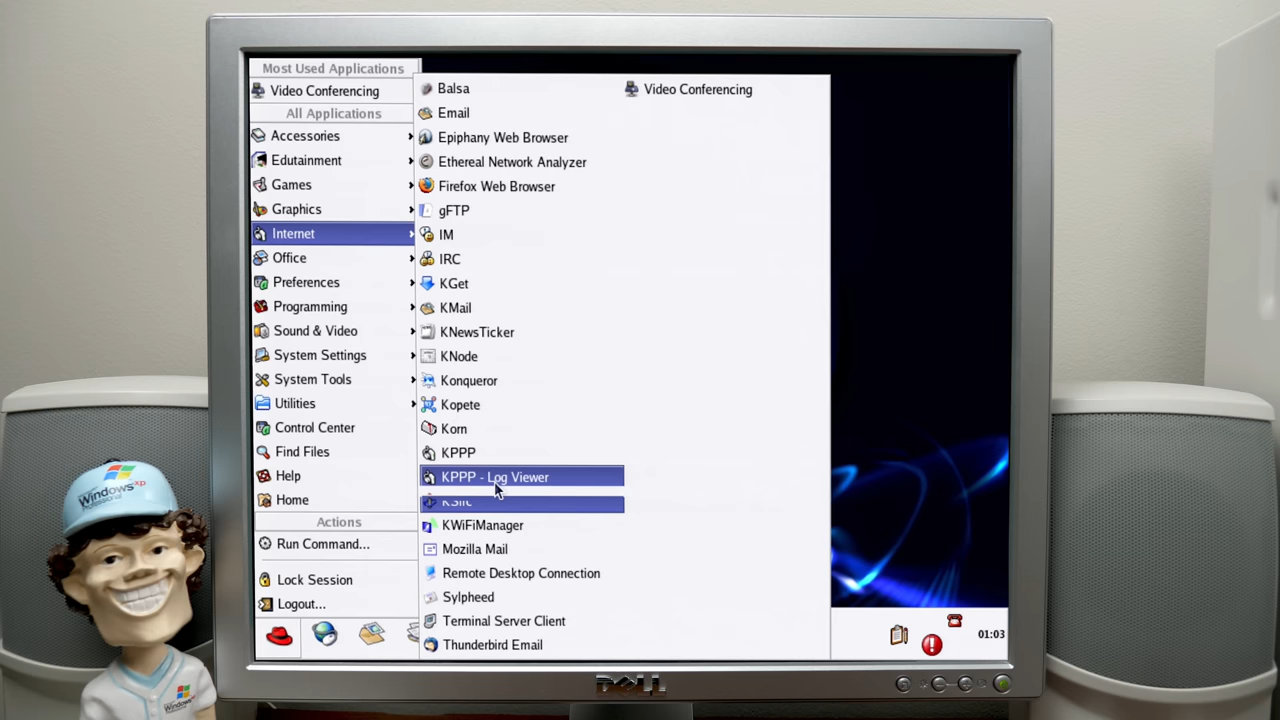 Most Used Applications
Video Conferencing
All Applications
Accessories
Edutainment
Games
Graphics
Internet
Office
Preferences
Programming
Sound & Video
System Settings
System Tools
Utilities
Control Center
Find Files
Help
Home
Actions
Run Command...
Lock Session
Logout...
Balsa
Email
Epiphany Web Browser
Ethereal Network Analyzer
Firefox Web Browser
gFTP
IM
IRC
KGet
KMail
KNewsTicker
KNode
Konqueror
Kopete
Korn
KPPP
KPPP - Log Viewer
KWiFiManager
Mozilla Mail
Remote Desktop Connection
Sylpheed
Terminal Server Client
Thunderbird Email
Video Conferencing
01:03
DELL
Windows xp
Professional
Windows